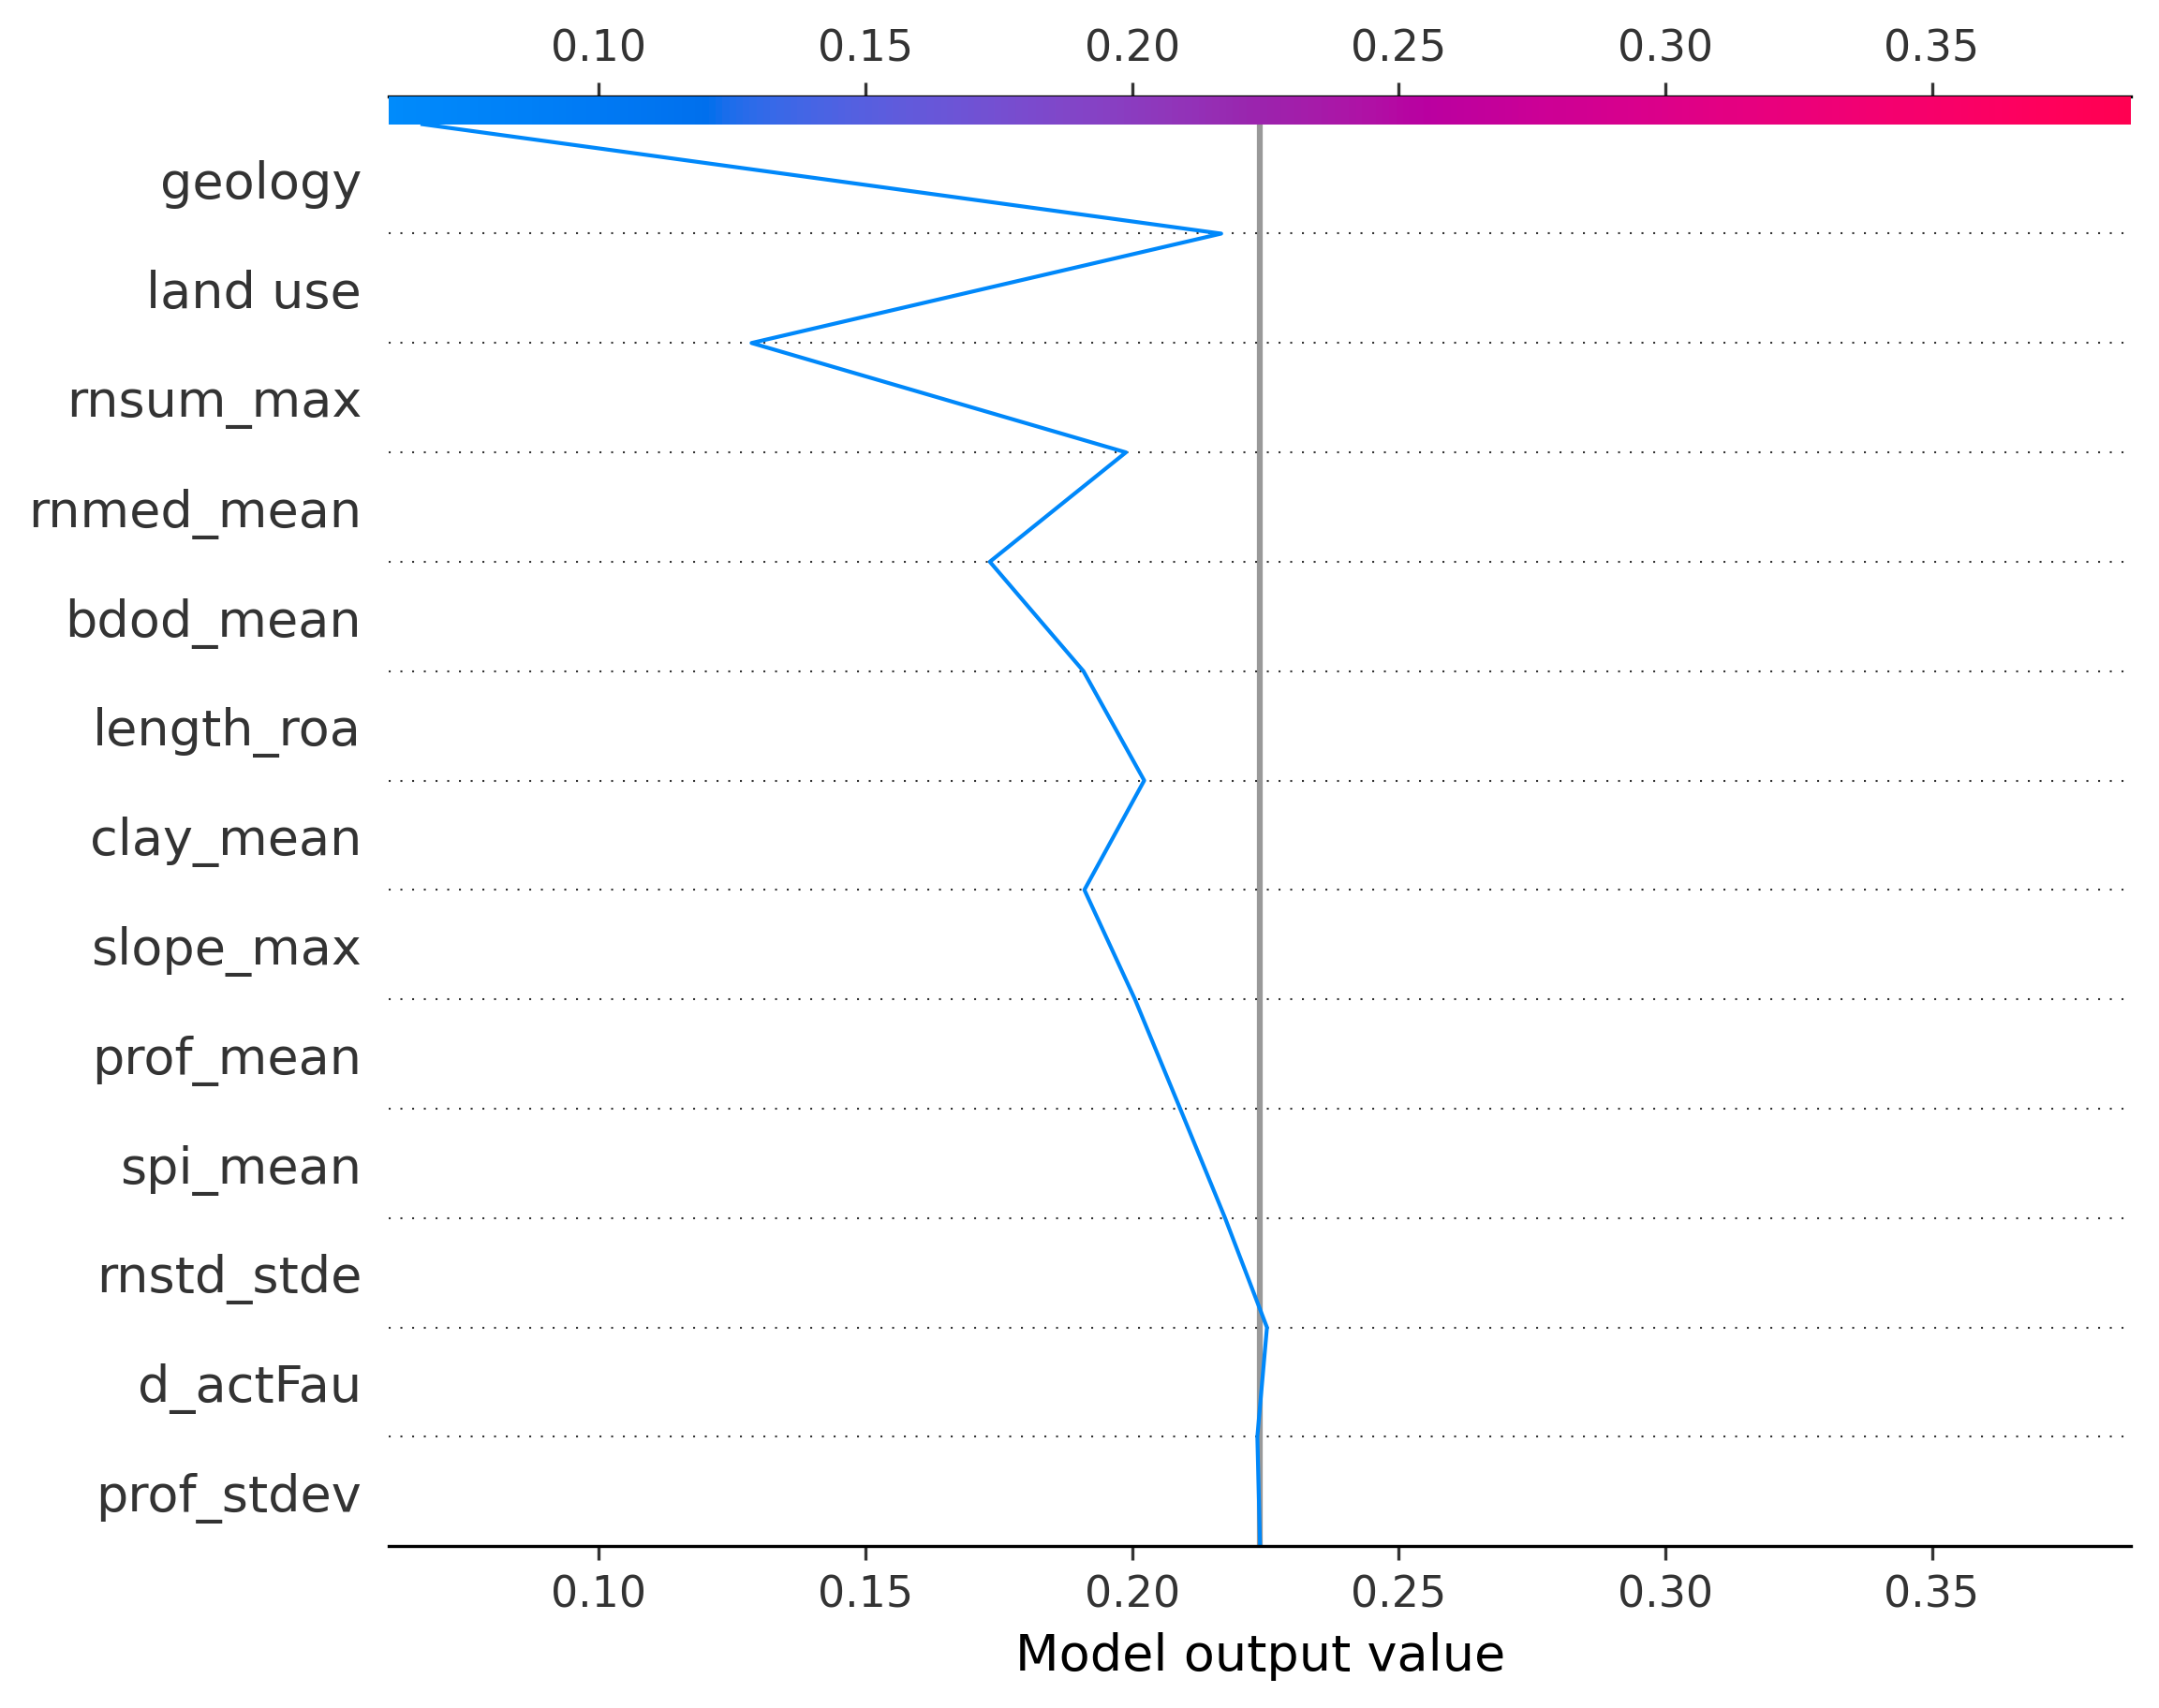 0.10 0.15 0.20 0.25 0.30 0.35
geology
land use
rnsum_max
rnmed_mean
bdod_mean
length_roa
clay_mean
slope_max
prof_mean
spi_mean
rnstd_stde
d_actFau
prof_stdev
0.10 0.15 0.20 0.25 0.30 0.35
Model output value